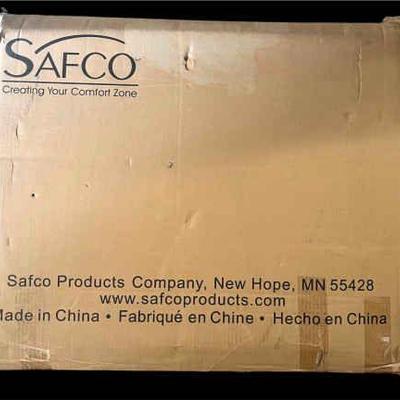 SAFCO
Creating Your Comfort Zone
Safco Products Company, New Hope, MN 55428
www.safcoproducts.com
Made in China • Fabriqué en Chine • Hecho en China